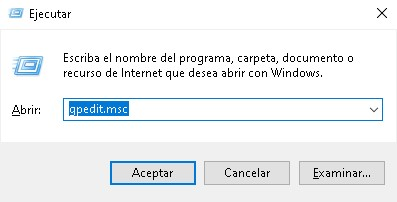 Ejecutar
Escriba el nombre del programa, carpeta, documento o
recurso de Internet que desea abrir con Windows.
Abrir: gpedit.msc
Aceptar Cancelar Examinar...